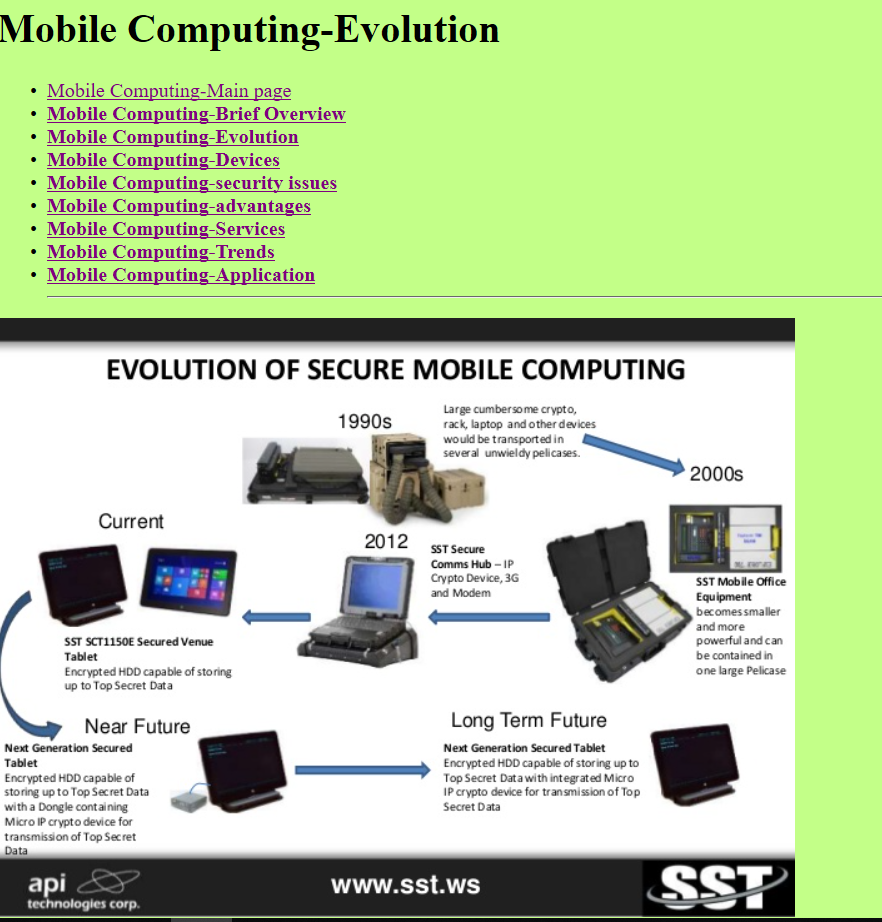 Mobile Computing-Evolution
Mobile Computing-Main page
Mobile Computing-Brief Overview
Mobile Computing-Evolution
Mobile Computing-Devices
Mobile Computing-security issues
Mobile Computing-advantages
Mobile Computing-Services
Mobile Computing-Trends
Mobile Computing-Application
EVOLUTION OF SECURE MOBILE COMPUTING
1990s
Large cumbersome crypto,
rack, laptop and other devices
would be transported in
several unwieldy pelicases.
2000s
SST Mobile Office
Equipment
becomes smaller
and more
powerful and can
be contained in
one large Pelicase
2012
SST Secure
Comms Hub – IP
Crypto Device, 3G
and Modem
Current
SST SCT1150E Secured Venue
Tablet
Encrypted HDD capable of storing
up to Top Secret Data
Near Future
Next Generation Secured
Tablet
Encrypted HDD capable of
storing up to Top Secret Data
with a Dongle containing
Micro IP crypto device for
transmission of Top Secret
Data
Long Term Future
Next Generation Secured Tablet
Encrypted HDD capable of storing up to
Top Secret Data with integrated Micro
IP crypto device for transmission of Top
Secret Data
api
technologies corp.
www.sst.ws
SST